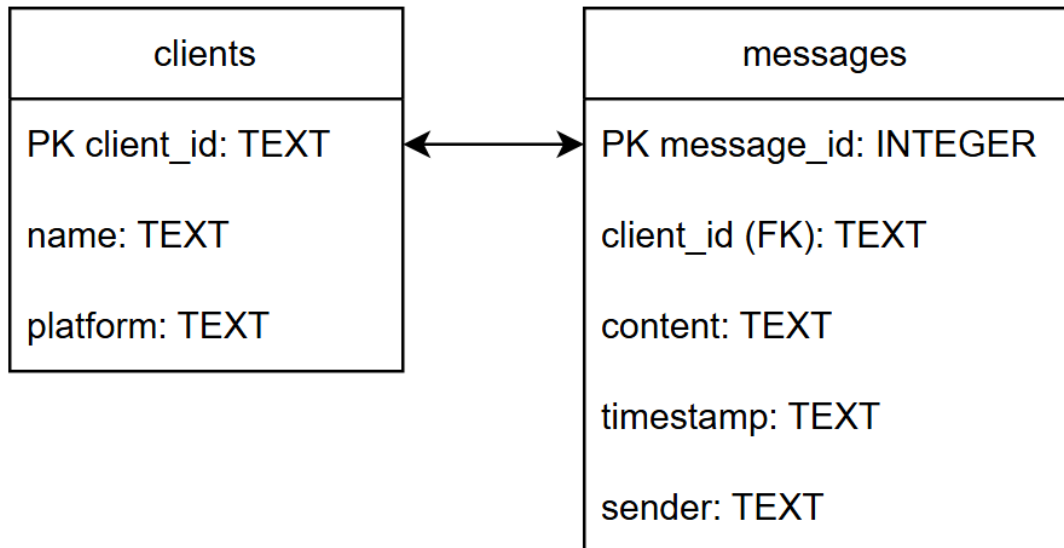 clients
PK client_id: TEXT
name: TEXT
platform: TEXT
messages
PK message_id: INTEGER
client_id (FK): TEXT
content: TEXT
timestamp: TEXT
sender: TEXT